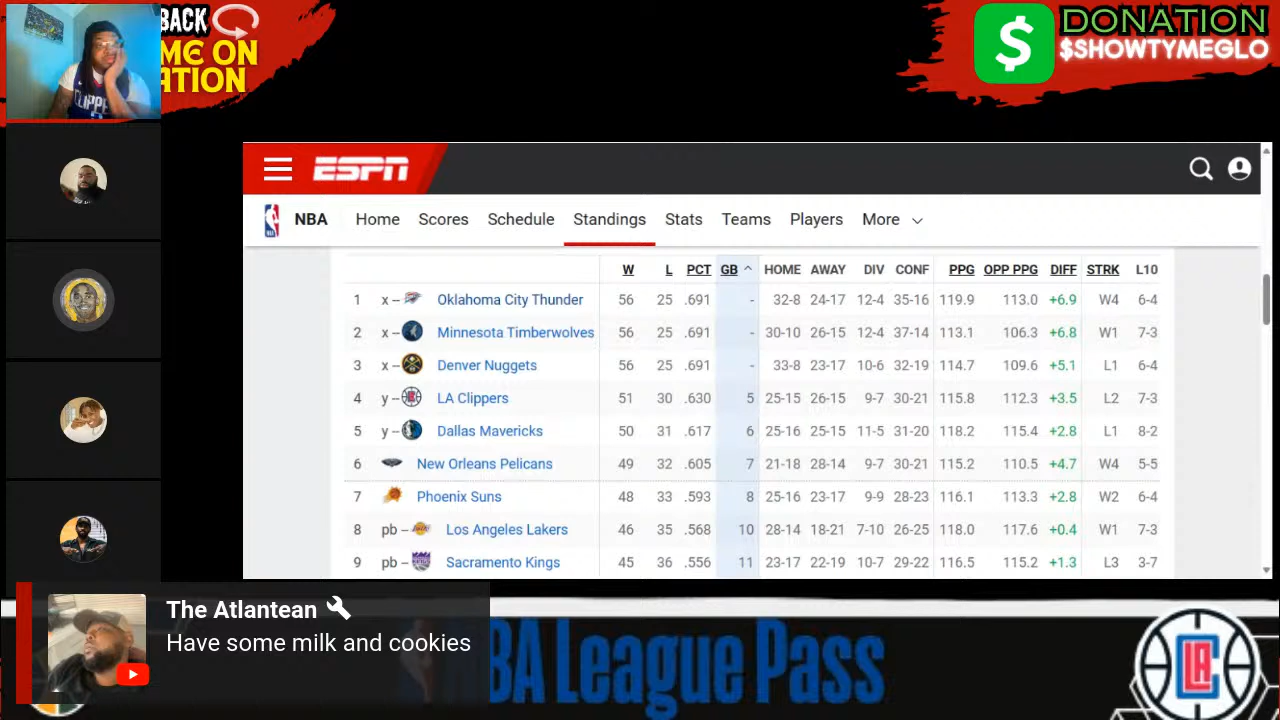 BACK
ME ON
ATION
DONATION
$SHOWTYMEGLO
CLIPPE
ESPN
NBA Home Scores Schedule Standings Stats Teams Players More
W L PCT GB HOME AWAY DIV CONF PPG OPP PPG DIFF STRK L10
1 x -- Oklahoma City Thunder 56 25 .691 - 32-8 24-17 12-4 35-16 119.9 113.0 +6.9 W4 6-4
2 x -- Minnesota Timberwolves 56 25 .691 - 30-10 26-15 12-4 37-14 113.1 106.3 +6.8 W1 7-3
3 x -- Denver Nuggets 56 25 .691 - 33-8 23-17 10-6 32-19 114.7 109.6 +5.1 L1 6-4
4 y -- LA Clippers 51 30 .630 5 25-15 26-15 9-7 30-21 115.8 112.3 +3.5 L2 7-3
5 y -- Dallas Mavericks 50 31 .617 6 25-16 25-15 11-5 31-20 118.2 115.4 +2.8 L1 8-2
6 New Orleans Pelicans 49 32 .605 7 21-18 28-14 9-7 30-21 115.2 110.5 +4.7 W4 5-5
7 Phoenix Suns 48 33 .593 8 25-16 23-17 9-9 28-23 116.1 113.3 +2.8 W2 6-4
8 pb -- Los Angeles Lakers 46 35 .568 10 28-14 18-21 7-10 26-25 118.0 117.6 +0.4 W1 7-3
9 pb -- Sacramento Kings 45 36 .556 11 23-17 22-19 10-7 29-22 116.5 115.2 +1.3 L3 3-7
The Atlantean
Have some milk and cookies
BA League Pass
LA